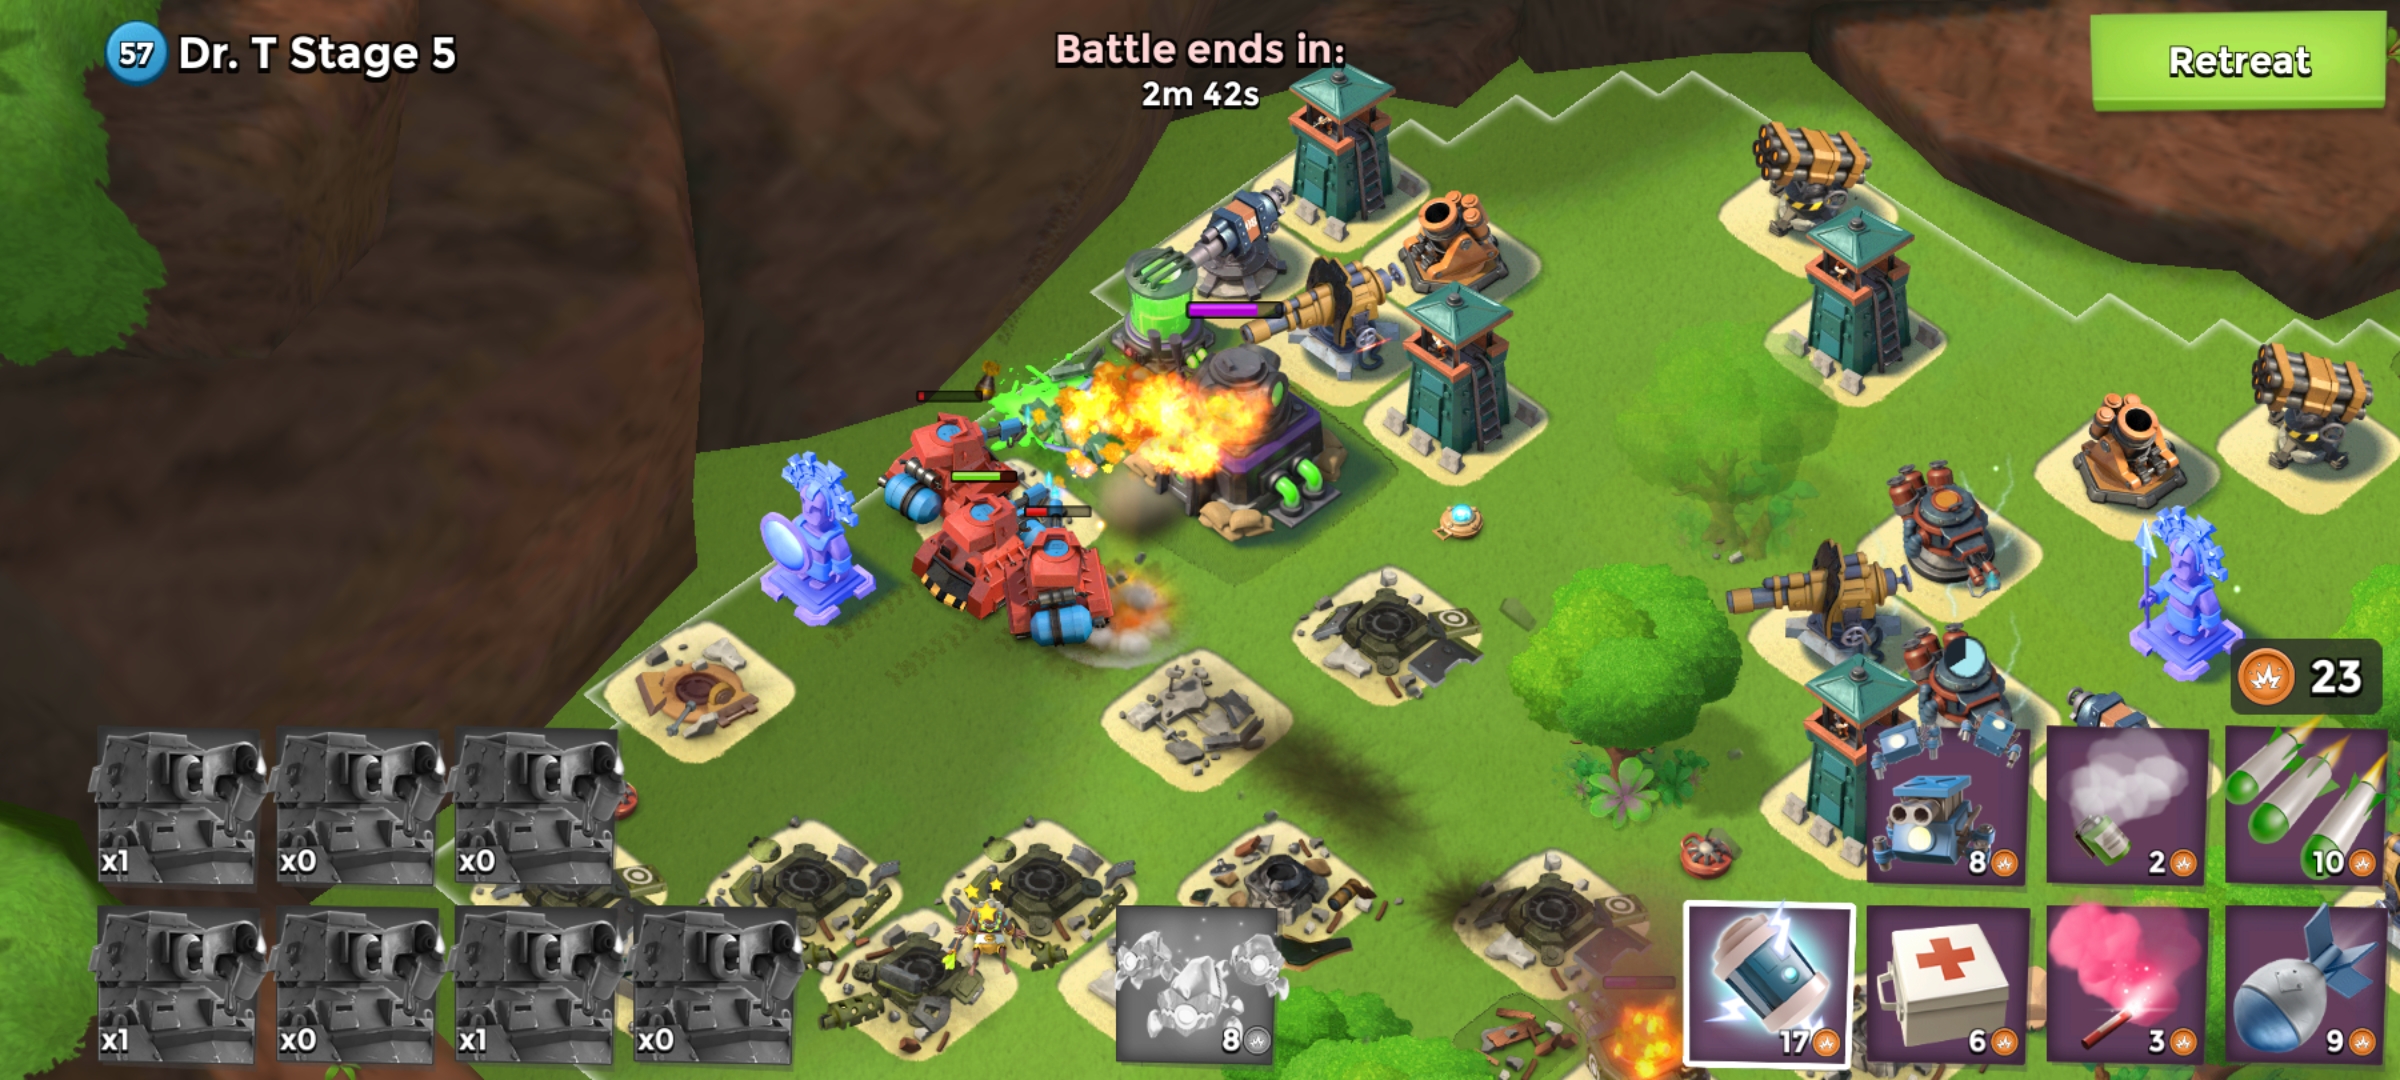 57 Dr. T Stage 5
Battle ends in:
2m 42s
Retreat
23
x1 x0 x0
8 2 10
x1 x0 x1 x0
8
17 6 3 9